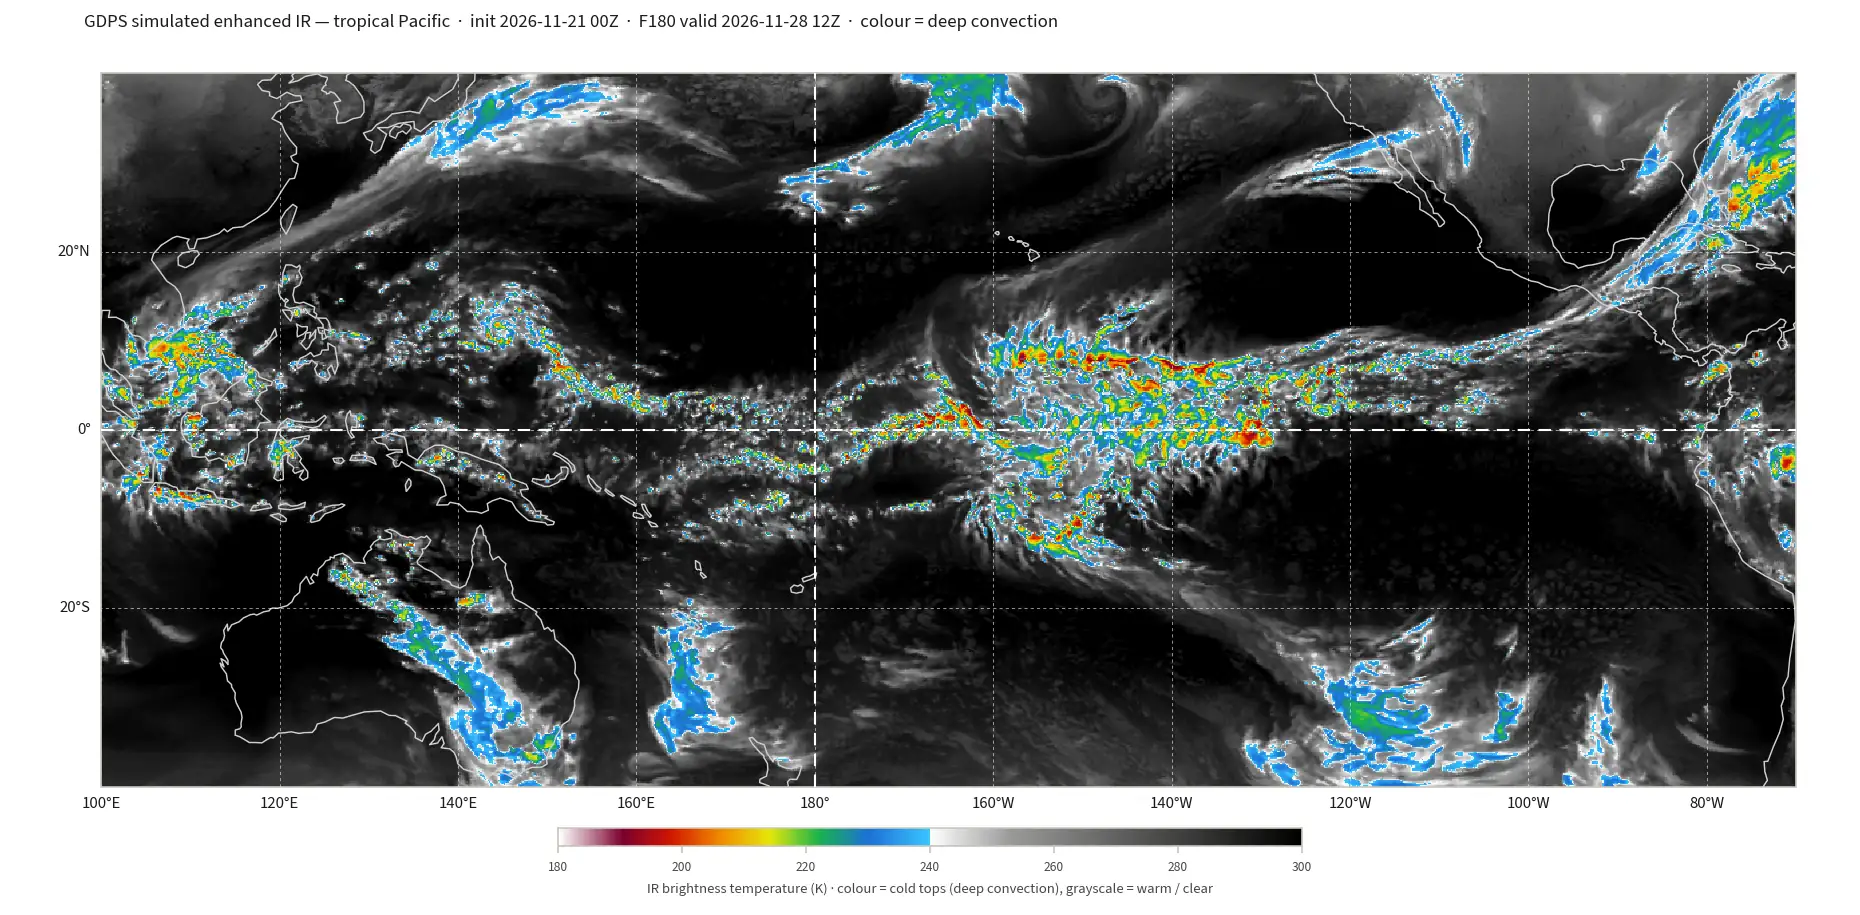 GDPS simulated enhanced IR — tropical Pacific · init 2026-11-21 00Z · F180 valid 2026-11-28 12Z · colour = deep convection
20°N
0°
20°S
100°E 120°E 140°E 160°E 180° 160°W 140°W 120°W 100°W 80°W
180 200 220 240 260 280 300
IR brightness temperature (K) · colour = cold tops (deep convection), grayscale = warm / clear